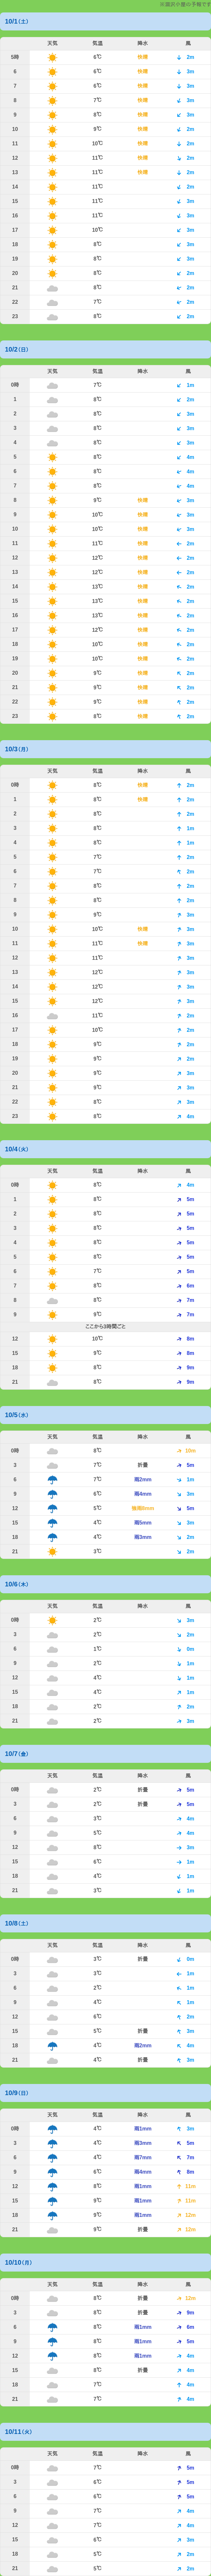 ※現扶ヶ盤の予報です
10/1（土）
天気 気温 降水 風
5時 6℃ 快晴 2m
6 6℃ 快晴 3m
7 6℃ 快晴 3m
8 7℃ 快晴 3m
9 8℃ 快晴 3m
10 9℃ 快晴 2m
11 10℃ 快晴 2m
12 11℃ 快晴 2m
13 11℃ 快晴 2m
14 11℃ 2m
15 11℃ 3m
16 11℃ 3m
17 10℃ 3m
18 8℃ 3m
19 8℃ 3m
20 8℃ 2m
21 8℃ 2m
22 7℃ 2m
23 8℃ 2m
10/2（日）
天気 気温 降水 風
0時 7℃ 1m
1 8℃ 2m
2 8℃ 3m
3 8℃ 3m
4 8℃ 3m
5 8℃ 4m
6 8℃ 4m
7 8℃ 4m
8 9℃ 快晴 3m
9 10℃ 快晴 3m
10 10℃ 快晴 3m
11 11℃ 快晴 2m
12 12℃ 快晴 2m
13 12℃ 快晴 2m
14 13℃ 快晴 2m
15 13℃ 快晴 2m
16 13℃ 快晴 2m
17 12℃ 快晴 2m
18 10℃ 快晴 2m
19 10℃ 快晴 2m
20 9℃ 快晴 2m
21 9℃ 快晴 2m
22 9℃ 快晴 2m
23 8℃ 快晴 2m
10/3（月）
天気 気温 降水 風
0時 8℃ 快晴 2m
1 8℃ 快晴 2m
2 8℃ 2m
3 8℃ 1m
4 8℃ 1m
5 7℃ 2m
6 7℃ 2m
7 8℃ 2m
8 8℃ 2m
9 9℃ 3m
10 10℃ 快晴 3m
11 11℃ 快晴 3m
12 11℃ 3m
13 12℃ 3m
14 12℃ 3m
15 12℃ 3m
16 11℃ 2m
17 10℃ 2m
18 9℃ 2m
19 9℃ 2m
20 9℃ 3m
21 9℃ 3m
22 8℃ 3m
23 8℃ 4m
10/4（火）
天気 気温 降水 風
0時 8℃ 4m
1 8℃ 5m
2 8℃ 5m
3 8℃ 5m
4 8℃ 5m
5 8℃ 5m
6 7℃ 5m
7 8℃ 6m
8 8℃ 7m
9 9℃ 7m
ここから3時間ごと
12 10℃ 8m
15 9℃ 8m
18 8℃ 9m
21 8℃ 9m
10/5（水）
天気 気温 降水 風
0時 8℃ 10m
3 7℃ 折畳 5m
6 7℃ 雨2mm 1m
9 6℃ 雨4mm 3m
12 5℃ 5m
15 4℃ 雨5mm 3m
18 4℃ 雨3mm 2m
21 3℃ 2m
10/6（木）
天気 気温 降水 風
0時 2℃ 3m
3 2℃ 2m
6 1℃ 0m
9 2℃ 1m
12 4℃ 1m
15 4℃ 1m
18 2℃ 2m
21 2℃ 3m
10/7（金）
天気 気温 降水 風
0時 2℃ 折畳 5m
3 2℃ 折畳 5m
6 3℃ 4m
9 5℃ 4m
12 6℃ 3m
15 6℃ 1m
18 4℃ 1m
21 3℃ 1m
10/8（土）
天気 気温 降水 風
0時 3℃ 折畳 0m
3 3℃ 1m
6 2℃ 1m
9 4℃ 1m
12 6℃ 2m
15 5℃ 折畳 3m
18 4℃ 雨2mm 4m
21 4℃ 折畳 3m
10/9（日）
天気 気温 降水 風
0時 4℃ 雨1mm 3m
3 4℃ 雨3mm 5m
6 4℃ 雨7mm 7m
9 6℃ 雨4mm 8m
12 8℃ 雨1mm 11m
15 9℃ 雨1mm 11m
18 9℃ 雨1mm 12m
21 9℃ 折畳 12m
10/10（月）
天気 気温 降水 風
0時 8℃ 折畳 12m
3 8℃ 折畳 9m
6 8℃ 雨1mm 6m
9 8℃ 雨1mm 5m
12 8℃ 雨1mm 4m
15 8℃ 折畳 4m
18 7℃ 4m
21 7℃ 4m
10/11（火）
天気 気温 降水 風
0時 7℃ 5m
3 6℃ 5m
6 6℃ 5m
9 7℃ 4m
12 7℃ 4m
15 6℃ 3m
18 5℃ 2m
21 5℃ 2m